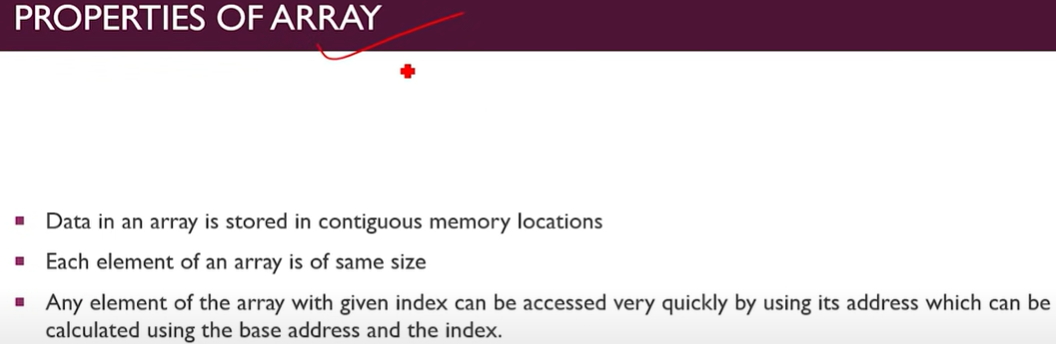 PROPERTIES OF ARRAY
Data in an array is stored in contiguous memory locations
Each element of an array is of same size
Any element of the array with given index can be accessed very quickly by using its address which can be
calculated using the base address and the index.